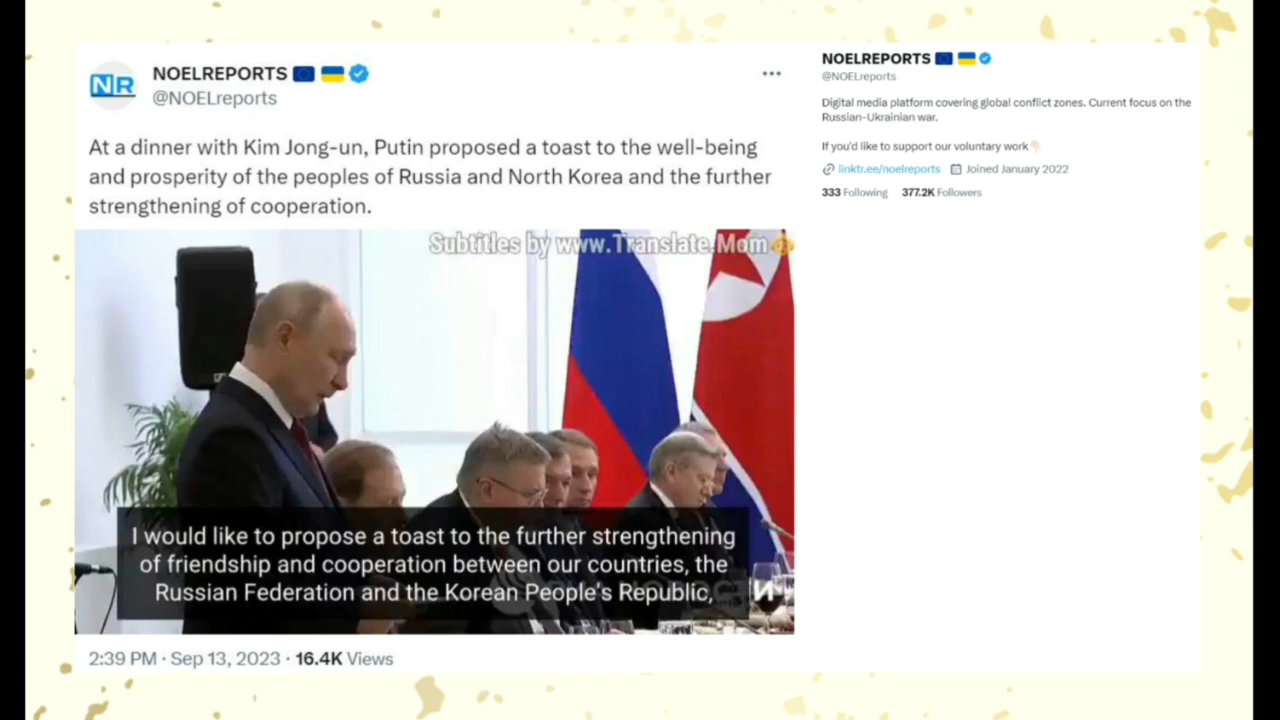 NR
NOELREPORTS
@NOELreports
At a dinner with Kim Jong-un, Putin proposed a toast to the well-being
and prosperity of the peoples of Russia and North Korea and the further
strengthening of cooperation.
Subtitles by www.Translate.Mom
I would like to propose a toast to the further strengthening
of friendship and cooperation between our countries, the
Russian Federation and the Korean People's Republic,
2:39 PM · Sep 13, 2023 · 16.4K Views
NOELREPORTS
@NOELreports
Digital media platform covering global conflict zones. Current focus on the
Russian-Ukrainian war.
If you'd like to support our voluntary work
linktr.ee/noelreports Joined January 2022
333 Following 377.2K Followers